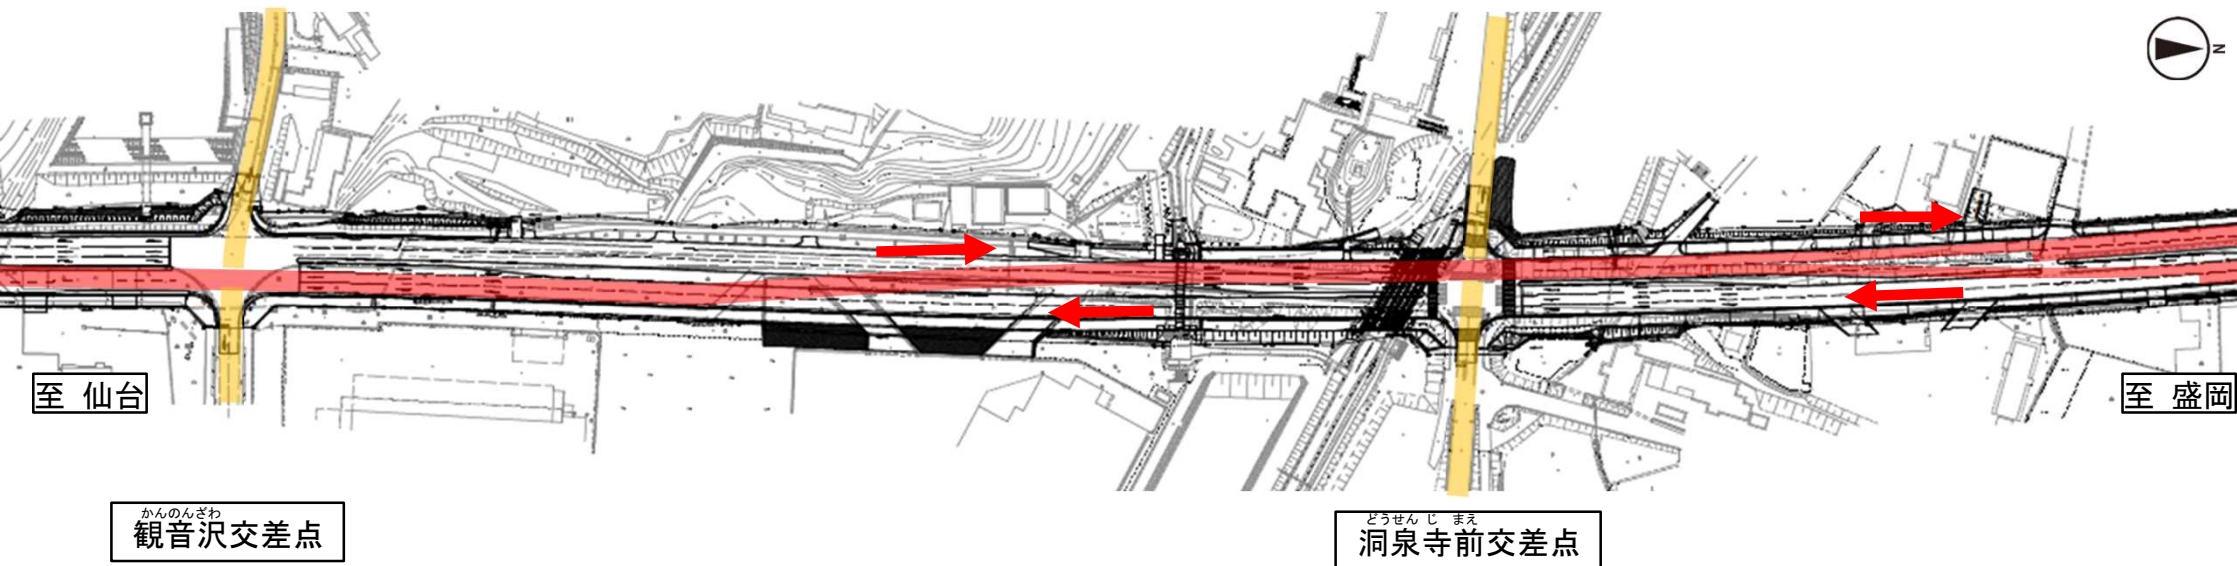 N
至 仙台
至 盛岡
かんのんざわ
観音沢交差点
どうせん じ まえ
洞泉寺前交差点